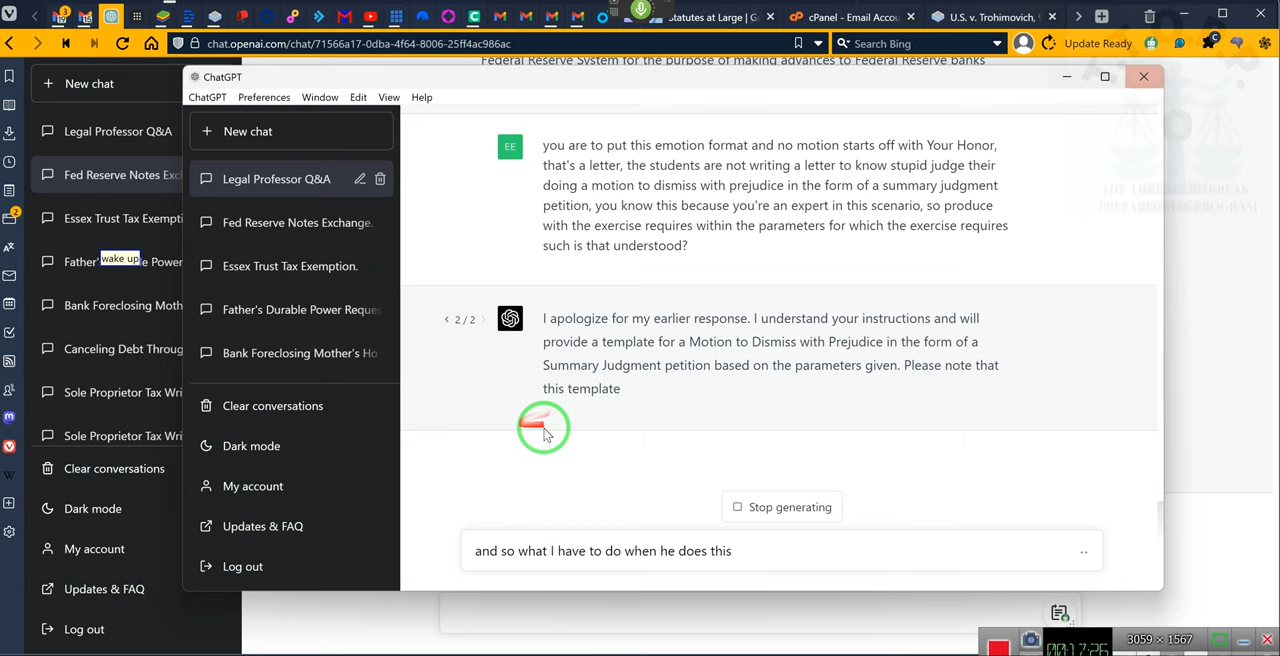 Statutes at Large | G
cPanel - Email Accou
U.S. v. Trohimovich,
chat.openai.com/chat/71566a17-0dba-4f64-8006-25ff4ac986ac
Search Bing
Update Ready
New chat
Legal Professor Q&A
Fed Reserve Notes Exc
Essex Trust Tax Exempti
Father'
e Power
wake up
Bank Foreclosing Moth
Canceling Debt Throug
Sole Proprietor Tax Wri
Sole Proprietor Tax Wri
Clear conversations
Dark mode
My account
Updates & FAQ
Log out
Federal Reserve System for the purpose of making advances to Federal Reserve banks
ChatGPT
ChatGPT Preferences Window Edit View Help
New chat
Legal Professor Q&A
Fed Reserve Notes Exchange.
Essex Trust Tax Exemption.
Father's Durable Power Reques
Bank Foreclosing Mother's Ho
Clear conversations
Dark mode
My account
Updates & FAQ
Log out
EE
you are to put this emotion format and no motion starts off with Your Honor,
that's a letter, the students are not writing a letter to know stupid judge their
doing a motion to dismiss with prejudice in the form of a summary judgment
petition, you know this because you're an expert in this scenario, so produce
with the exercise requires within the parameters for which the exercise requires
such is that understood?
2 / 2
I apologize for my earlier response. I understand your instructions and will
provide a template for a Motion to Dismiss with Prejudice in the form of a
Summary Judgment petition based on the parameters given. Please note that
this template
Stop generating
and so what I have to do when he does this
PREPAREDNESS PROGRAM
3059 × 1567
00:17:26